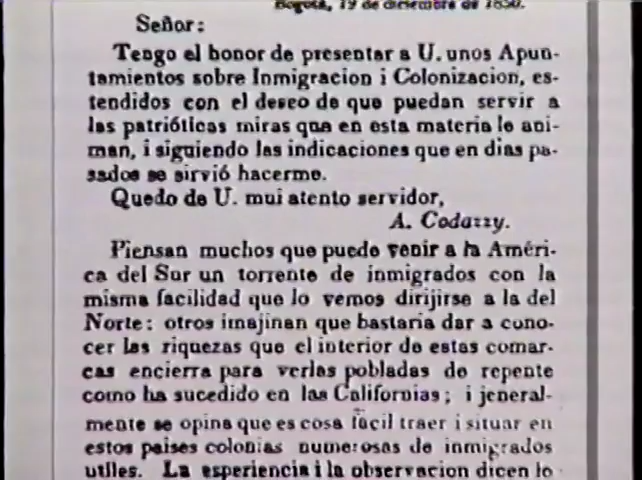 Bogotá, 19 de diciembre de 1850.
Señor:
Tengo el honor de presentar a U. unos Apun-
tamientos sobre Inmigracion i Colonizacion, es-
tendidos con el deseo de que puedan servir a
las patrióticas miras que en esta materia le ani-
man, i siguiendo las indicaciones que en dias pa-
sados se sirvió hacerme.
Quedo de U. mui atento servidor,
A. Codazzy.
Piensan muchos que puede venir a la Améri-
ca del Sur un torrente de inmigrados con la
misma facilidad que lo vemos dirijirse a la del
Norte: otros imajinan que bastaria dar a cono-
cer las riquezas que el interior de estas comar-
cas encierra para verlas pobladas de repente
como ha sucedido en las Californias; i jeneral-
mente se opina que es cosa fácil traer i situar en
estos paises colonias numerosas de inmigrados
utiles. La esperiencia i la observacion dicen lo